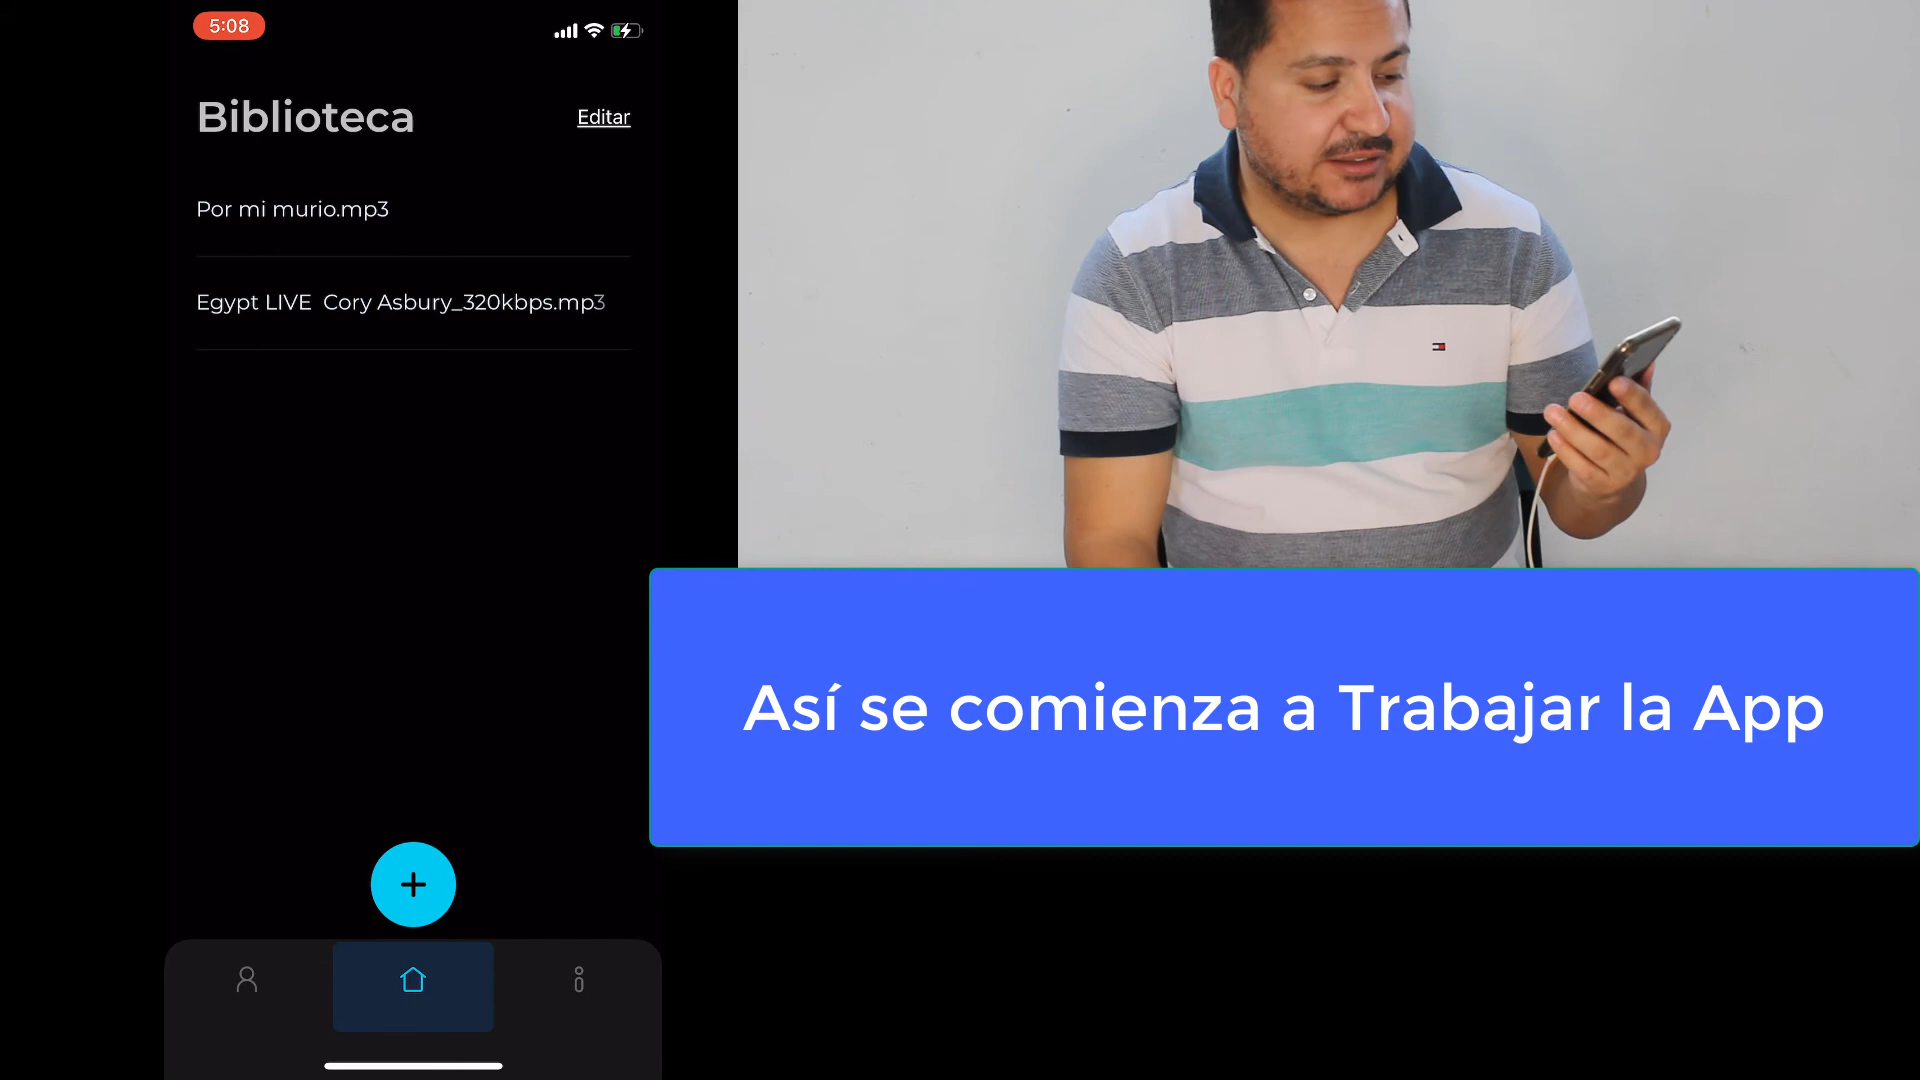 5:08
Biblioteca
Editar
Por mi murio.mp3
Egypt LIVE  Cory Asbury_320kbps.mp3
Así se comienza a Trabajar la App